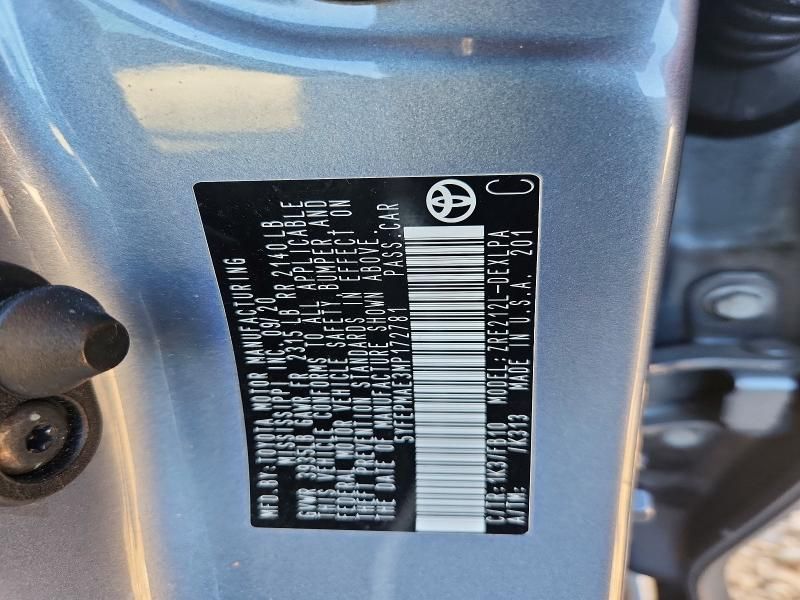 MFD.BY: TOYOTA MOTOR MANUFACTURING
MISSISSIPPI INC. 09/20
GVWR 3935LB GAWR FR 2315LB RR 2140LB
THIS VEHICLE CONFORMS TO ALL APPLICABLE
FEDERAL MOTOR VEHICLE SAFETY, BUMPER AND
THEFT PREVENTION STANDARDS IN EFFECT ON
THE DATE OF MANUFACTURE SHOWN ABOVE.
5YFEPMAE3MP172781 PASS.CAR
C/TR: 1K3/FB10 MODEL: ZRE212L-DEXLPA
A/TM: /K313 MADE IN U.S.A. 201
C